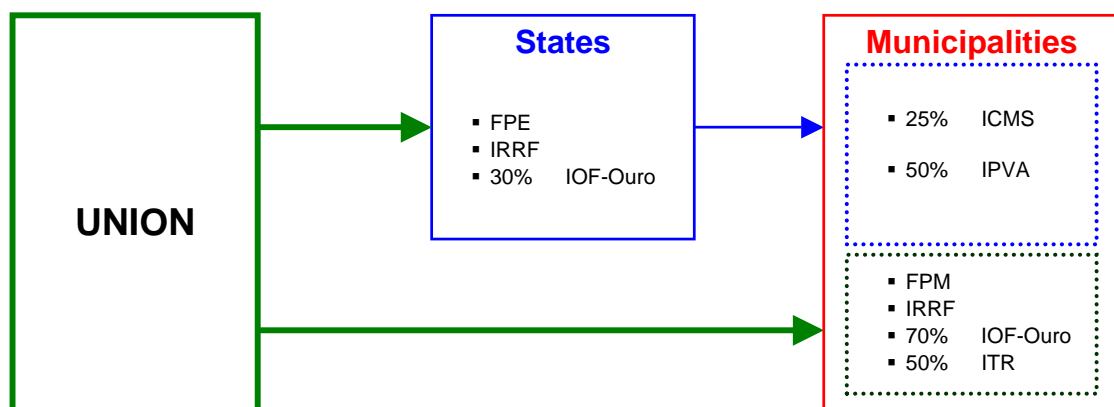 UNION
States
▪ FPE
▪ IRRF
▪ 30% IOF-Ouro
Municipalities
▪ 25% ICMS
▪ 50% IPVA
▪ FPM
▪ IRRF
▪ 70% IOF-Ouro
▪ 50% ITR